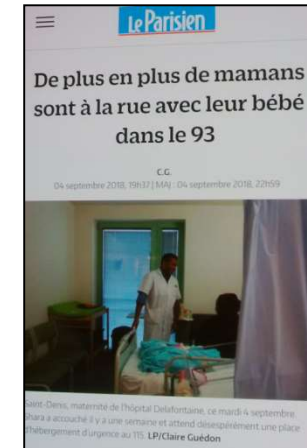 Le Parisien
De plus en plus de mamans
sont à la rue avec leur bébé
dans le 93
C.G.
04 septembre 2018, 19h37 | MAJ : 04 septembre 2018, 22h59
Saint-Denis, maternité de l'hôpital Delafontaine, ce mardi 4 septembre.
a accouché il y a une semaine et attend désespérément une place
d'hébergement d'urgence au 115. LP/Claire Guédon